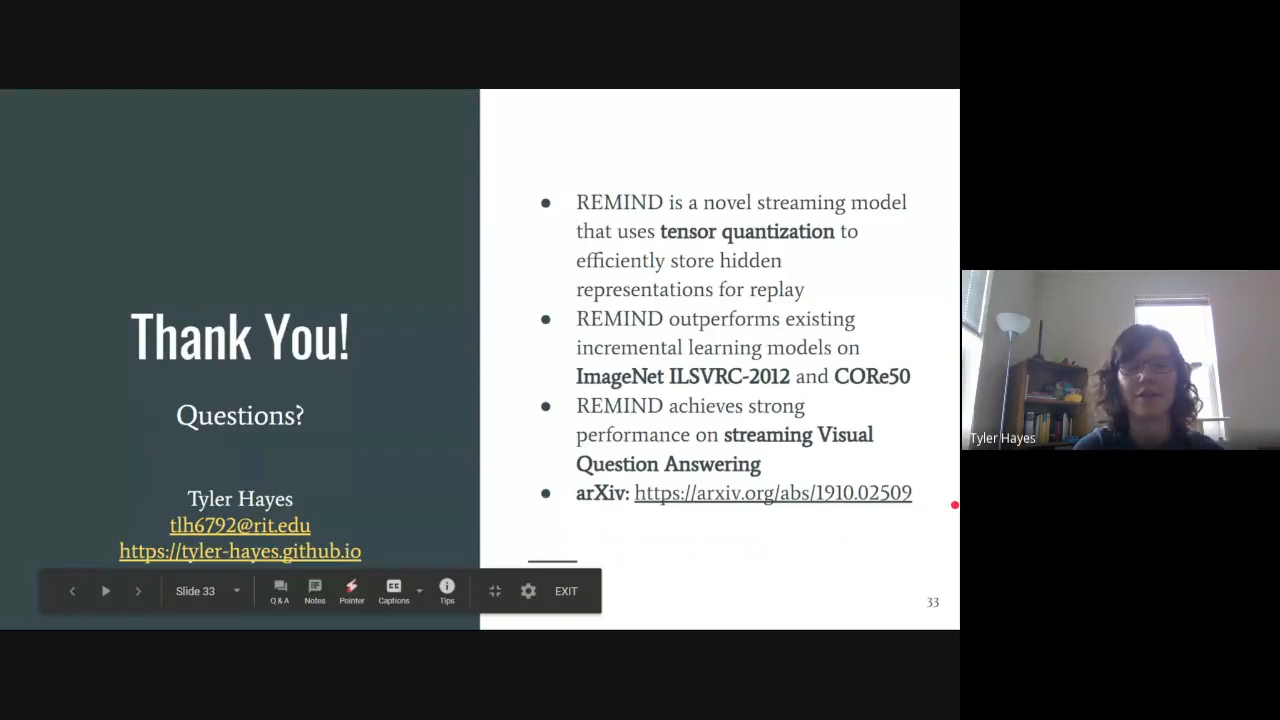 Thank You!
Questions?
Tyler Hayes
tlh6792@rit.edu
https://tyler-hayes.github.io
● REMIND is a novel streaming model
that uses tensor quantization to
efficiently store hidden
representations for replay
● REMIND outperforms existing
incremental learning models on
ImageNet ILSVRC-2012 and CORe50
● REMIND achieves strong
performance on streaming Visual
Question Answering
● arXiv: https://arxiv.org/abs/1910.02509
Slide 33
Q & A
Notes
Pointer
CC
Captions
Tips
EXIT
33
Tyler Hayes